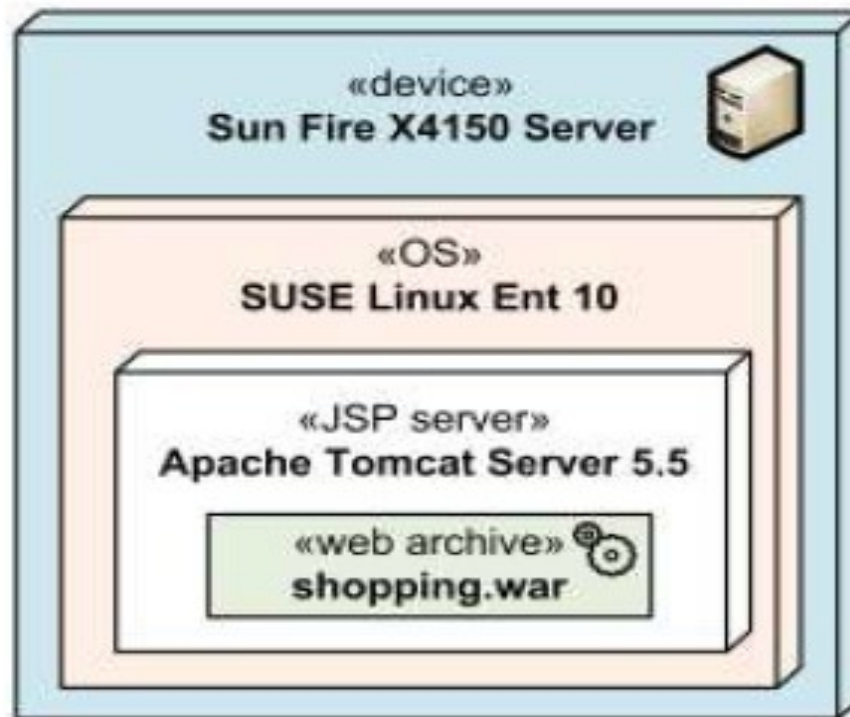 «device»
Sun Fire X4150 Server
«OS»
SUSE Linux Ent 10
«JSP server»
Apache Tomcat Server 5.5
«web archive»
shopping.war